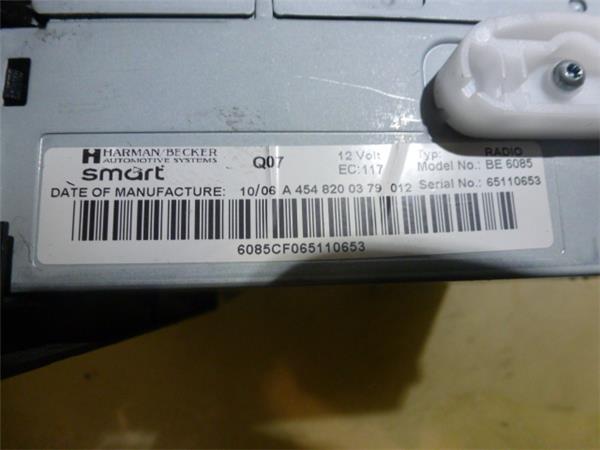 HARMAN/BECKER
AUTOMOTIVE SYSTEMS
smart
Q07
12 Volt
EC:117
Typ: RADIO
Model No.: BE 6085
DATE OF MANUFACTURE: 10/06 A 454 820 03 79 012 Serial No.: 65110653
6085CF065110653